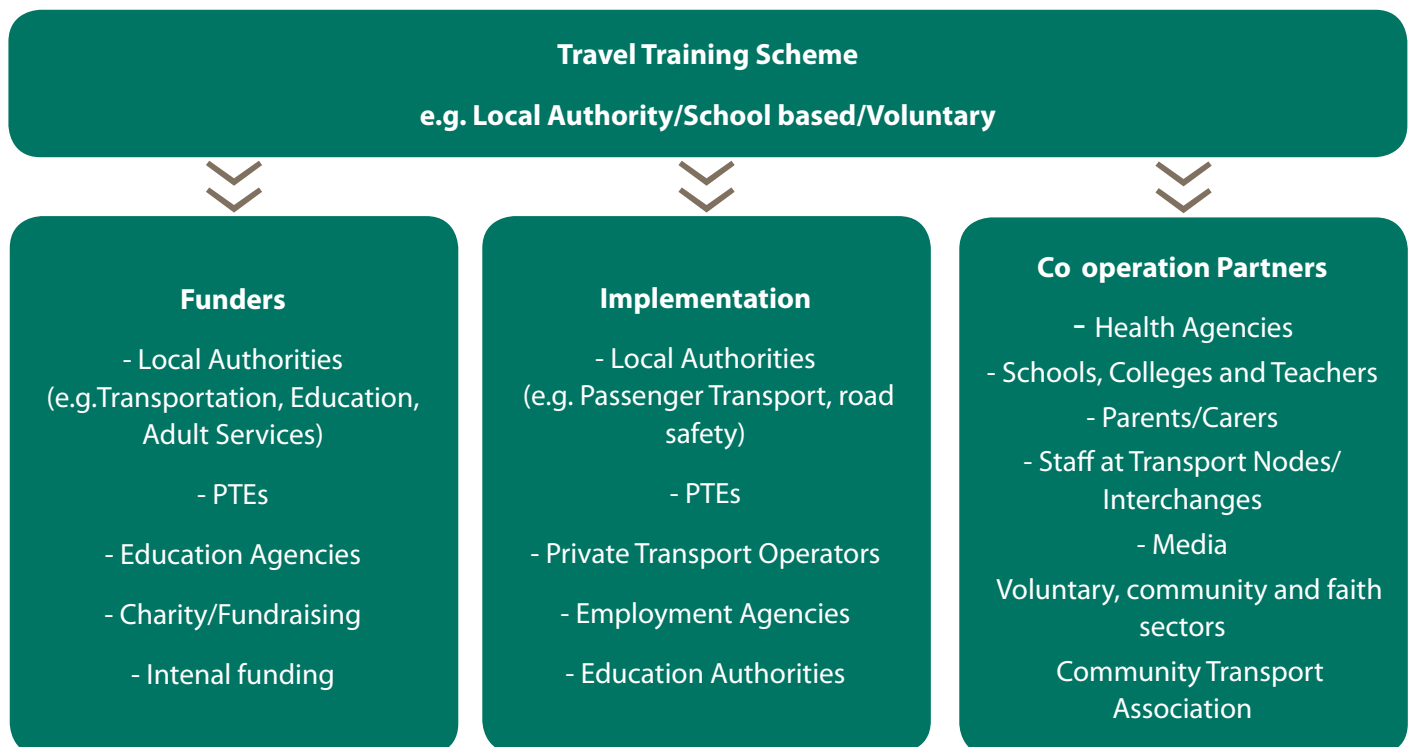 Travel Training Scheme
e.g. Local Authority/School based/Voluntary
Funders
- Local Authorities
(e.g.Transportation, Education,
Adult Services)
- PTEs
- Education Agencies
- Charity/Fundraising
- Intenal funding
Implementation
- Local Authorities
(e.g. Passenger Transport, road
safety)
- PTEs
- Private Transport Operators
- Employment Agencies
- Education Authorities
Co operation Partners
- Health Agencies
- Schools, Colleges and Teachers
- Parents/Carers
- Staff at Transport Nodes/
Interchanges
- Media
Voluntary, community and faith
sectors
Community Transport
Association